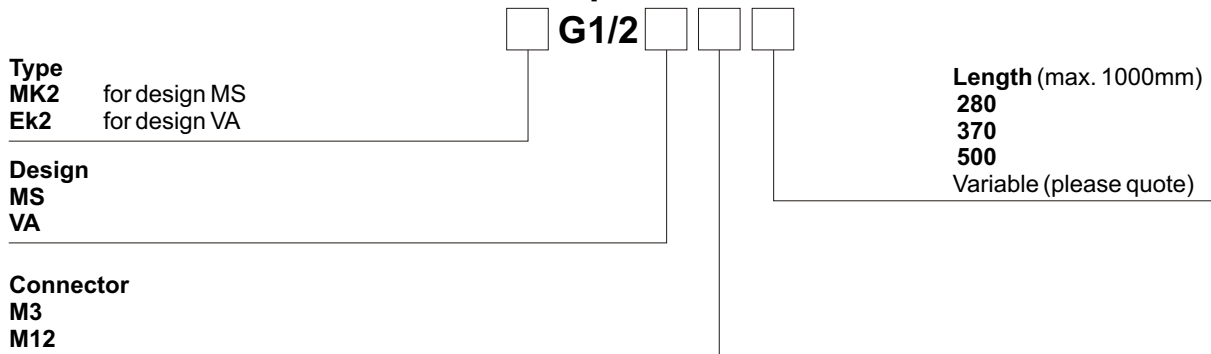 G1/2
Type
MK2 for design MS
Ek2 for design VA
Design
MS
VA
Connector
M3
M12
Length (max. 1000mm)
280
370
500
Variable (please quote)